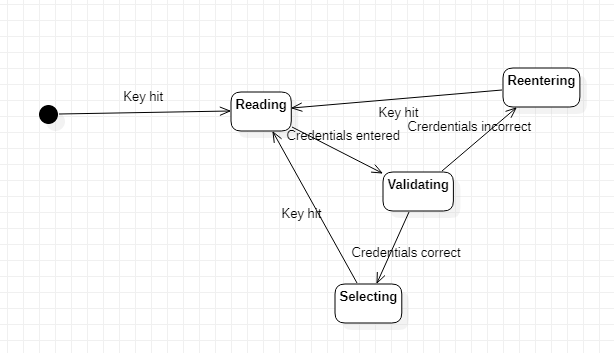 Key hit
Reading
Reentering
Key hit
Crerdentials incorrect
Credentials entered
Validating
Key hit
Credentials correct
Selecting